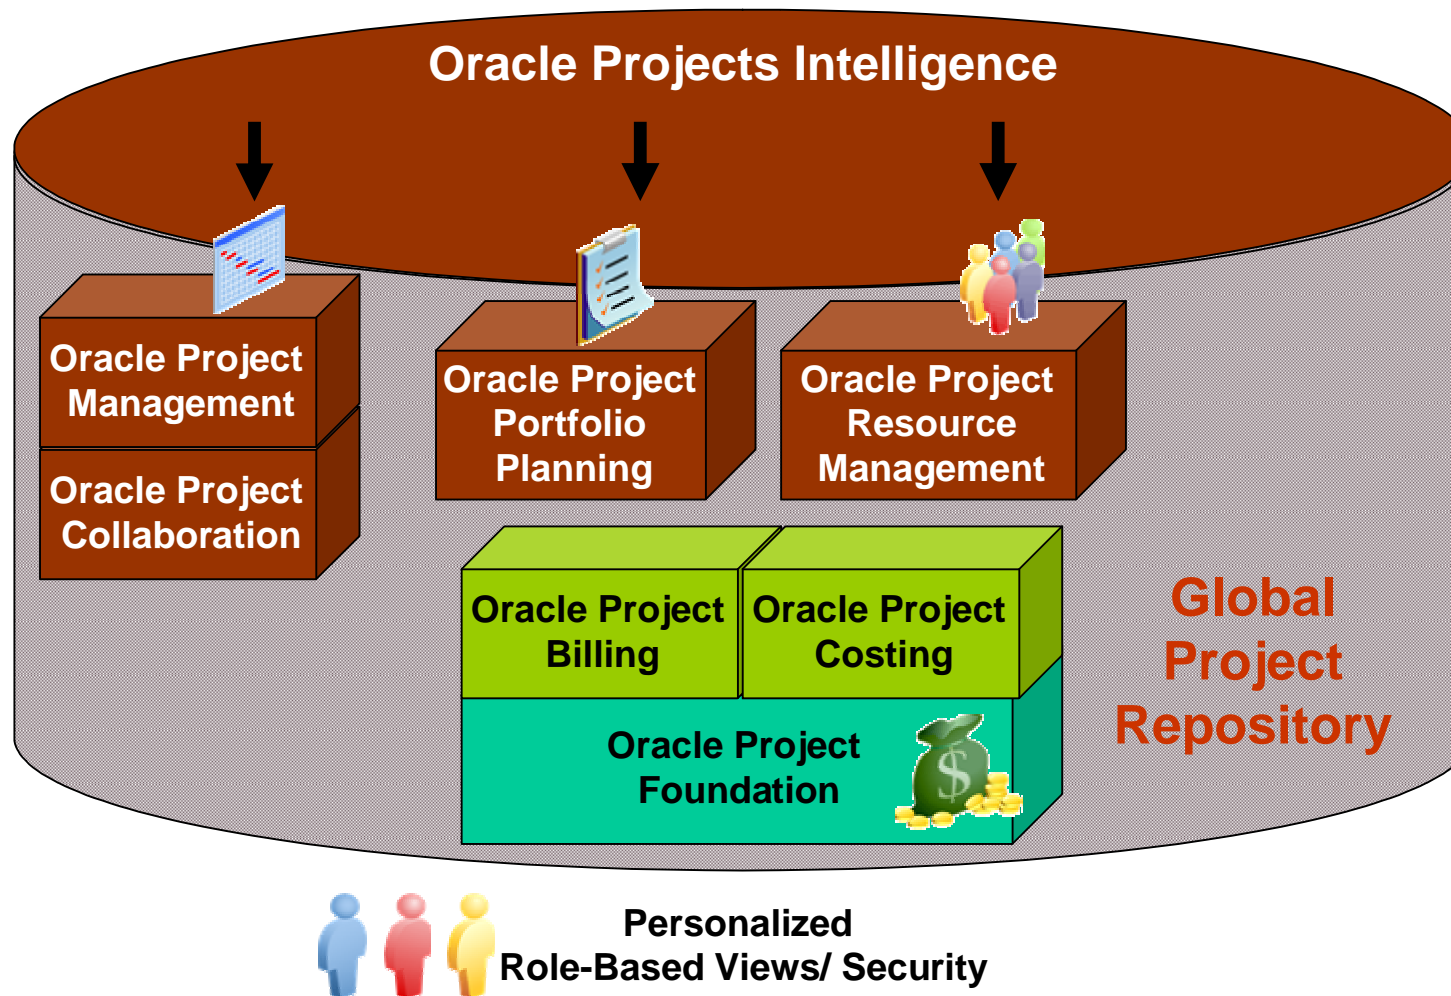 Oracle Projects Intelligence
Oracle Project
Management
Oracle Project
Collaboration
Oracle Project
Portfolio
Planning
Oracle Project
Resource
Management
Oracle Project
Billing
Oracle Project
Costing
Oracle Project
Foundation
$
Global
Project
Repository
Personalized
Role-Based Views/ Security